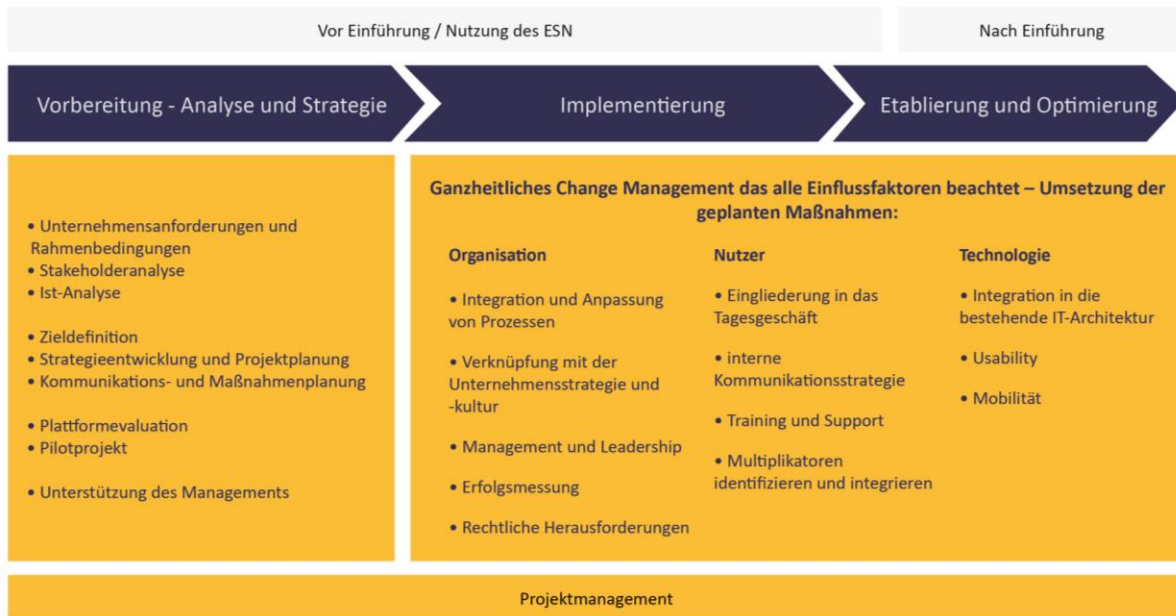 Vor Einführung / Nutzung des ESN
Nach Einführung
Vorbereitung - Analyse und Strategie
Implementierung
Etablierung und Optimierung
• Unternehmensanforderungen und
Rahmenbedingungen
• Stakeholderanalyse
• Ist-Analyse
• Zieldefinition
• Strategieentwicklung und Projektplanung
• Kommunikations- und Maßnahmenplanung
• Plattformevaluation
• Pilotprojekt
• Unterstützung des Managements
Ganzheitliches Change Management das alle Einflussfaktoren beachtet – Umsetzung der
geplanten Maßnahmen:
Organisation
• Integration und Anpassung
von Prozessen
• Verknüpfung mit der
Unternehmensstrategie und
-kultur
• Management und Leadership
• Erfolgsmessung
• Rechtliche Herausforderungen
Nutzer
• Eingliederung in das
Tagesgeschäft
• interne
Kommunikationsstrategie
• Training und Support
• Multiplikatoren
identifizieren und integrieren
Technologie
• Integration in die
bestehende IT-Architektur
• Usability
• Mobilität
Projektmanagement